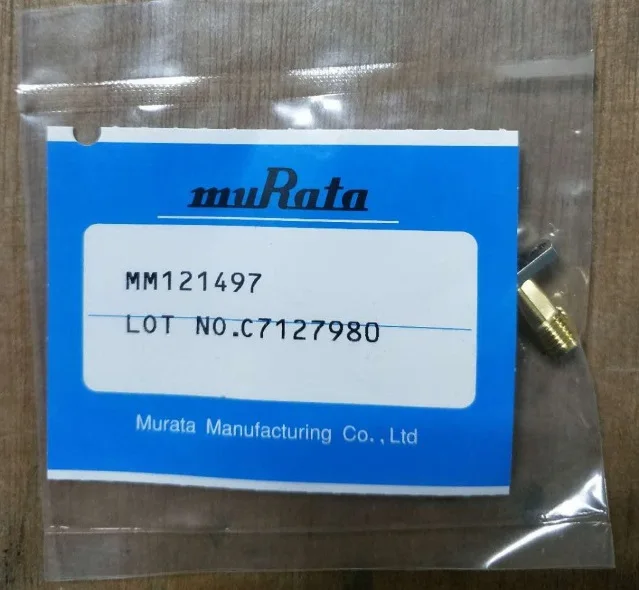 muRata
MM121497
LOT NO.C7127980
Murata Manufacturing Co.,Ltd